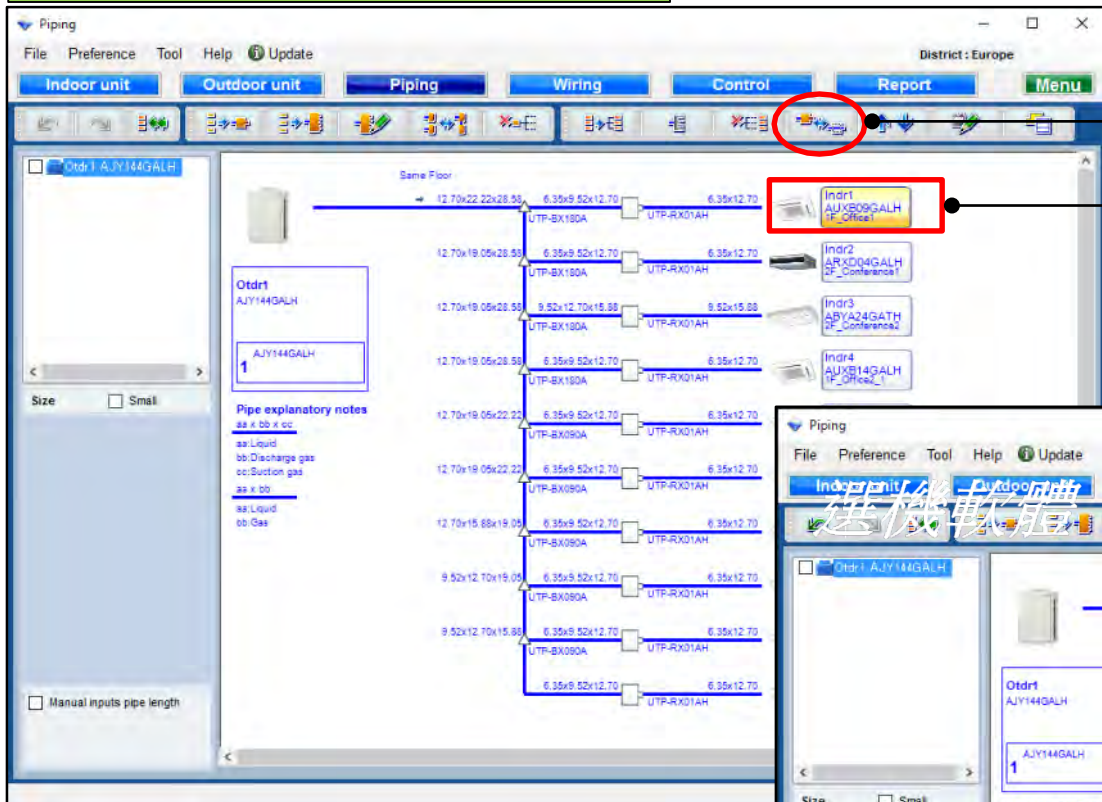 Piping
File Preference Tool Help Update
District : Europe
Indoor unit Outdoor unit Piping Wiring Control Report Menu
Otdr1 AJY144GALH
Size Small
Manual inputs pipe length
Otdr1
AJY144GALH
AJY144GALH
1
Pipe explanatory notes
aa x bb x cc
aa:Liquid
bb:Discharge gas
cc:Suction gas
aa x bb
aa:Liquid
bb:Gas
Same Floor
12.70x22.22x28.58 6.35x9.52x12.70 6.35x12.70
UTP-BX180A UTP-RX01AH
Indr1
AUXB09GALH
1F_Office1
12.70x19.05x28.58 6.35x9.52x12.70 6.35x12.70
UTP-BX180A UTP-RX01AH
Indr2
ARXD04GALH
2F_Conference1
12.70x19.05x28.58 9.52x12.70x15.88 9.52x15.88
UTP-BX180A UTP-RX01AH
Indr3
ABYA24GATH
2F_Conference2
12.70x19.05x28.58 6.35x9.52x12.70 6.35x12.70
UTP-BX180A UTP-RX01AH
Indr4
AUXB14GALH
1F_Office2_1
12.70x19.05x22.22 6.35x9.52x12.70 6.35x12.70
UTP-BX090A UTP-RX01AH
12.70x19.05x22.22 6.35x9.52x12.70 6.35x12.70
UTP-BX090A UTP-RX01AH
12.70x15.88x19.05 6.35x9.52x12.70 6.35x12.70
UTP-BX090A UTP-RX01AH
9.52x12.70x19.05 6.35x9.52x12.70 6.35x12.70
UTP-BX090A UTP-RX01AH
9.52x12.70x15.88 6.35x9.52x12.70 6.35x12.70
UTP-BX090A UTP-RX01AH
6.35x9.52x12.70 6.35x12.70
UTP-RX01AH
Piping
File Preference Tool Help Update
Indoor unit Outdoor unit
選機軟體
Otdr1 AJY144GALH
Otdr1
AJY144GALH
AJY144GALH
1
Size Small